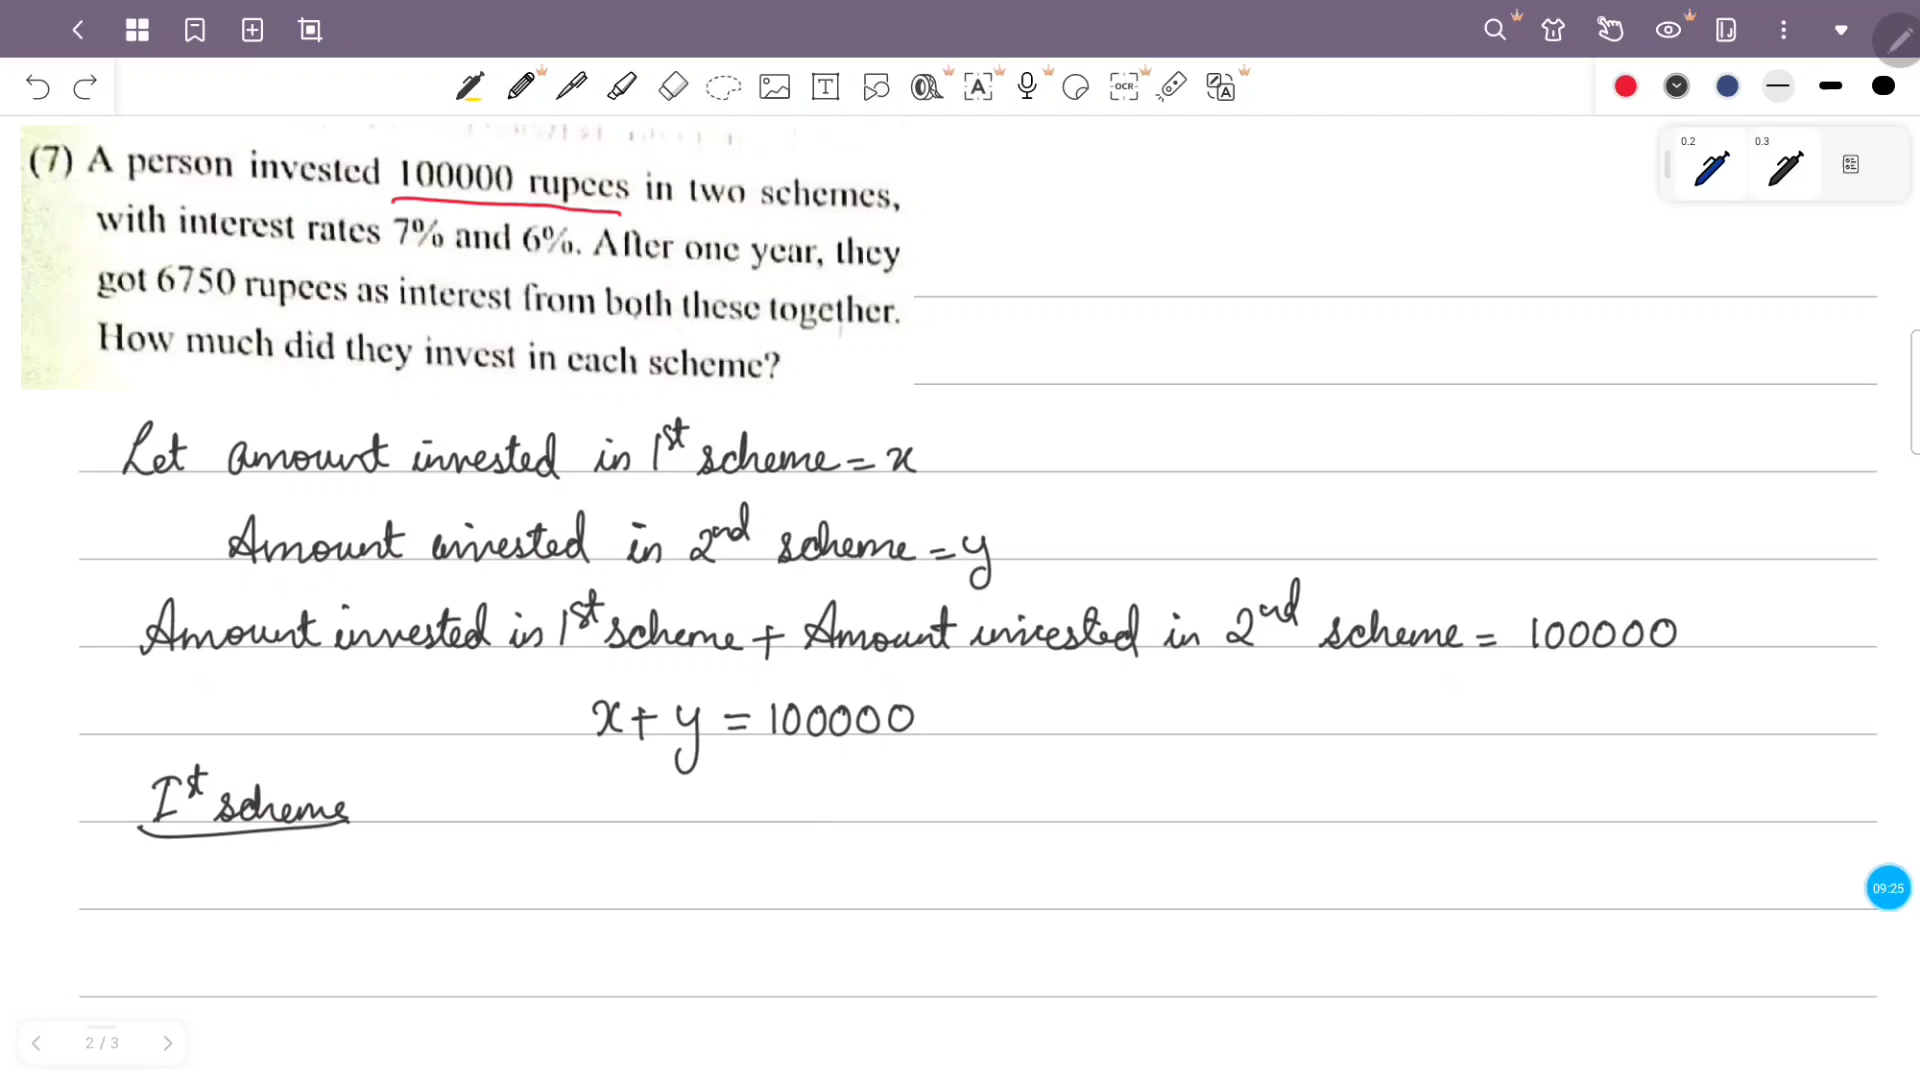 0.2 0.3
(7) A person invested 100000 rupees in two schemes,
with interest rates 7% and 6%. After one year, they
got 6750 rupees as interest from both these together.
How much did they invest in each scheme?
Let amount invested in 1st scheme = x
Amount invested in 2nd scheme = y
Amount invested in 1st scheme + Amount invested in 2nd scheme = 100000
x + y = 100000
Ist scheme
09:25
2 / 3